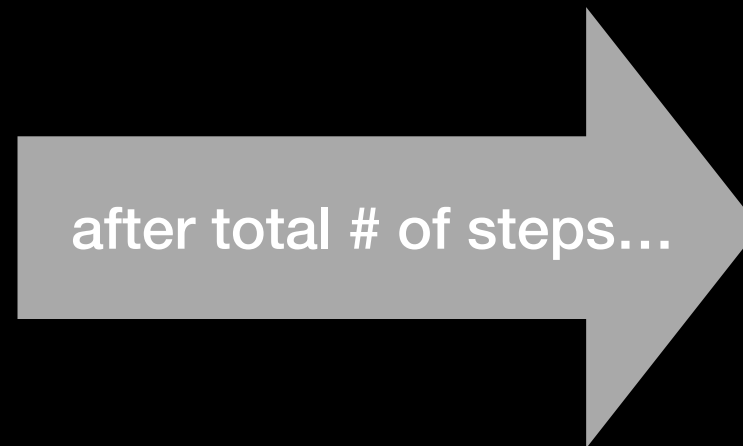 after total # of steps…